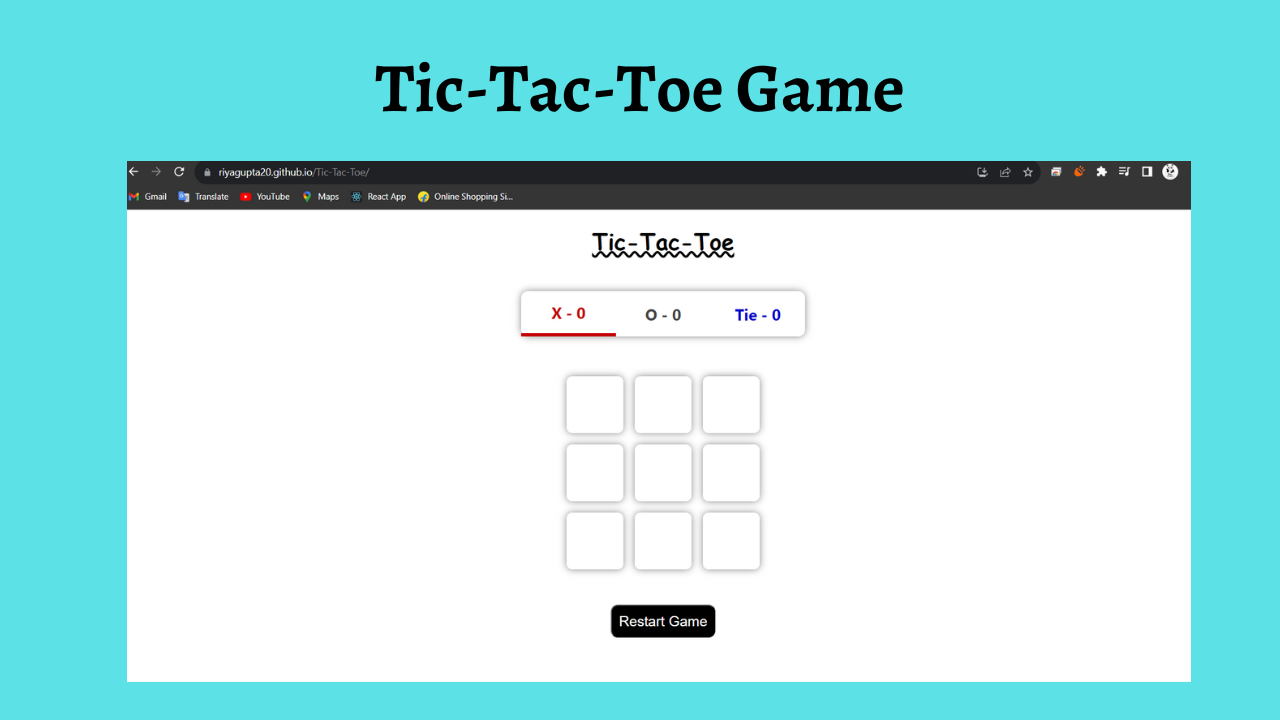 Tic-Tac-Toe Game
riyagupta20.github.io/Tic-Tac-Toe/
Gmail Translate YouTube Maps React App Online Shopping Si...
Tic-Tac-Toe
X - 0 O - 0 Tie - 0
Restart Game